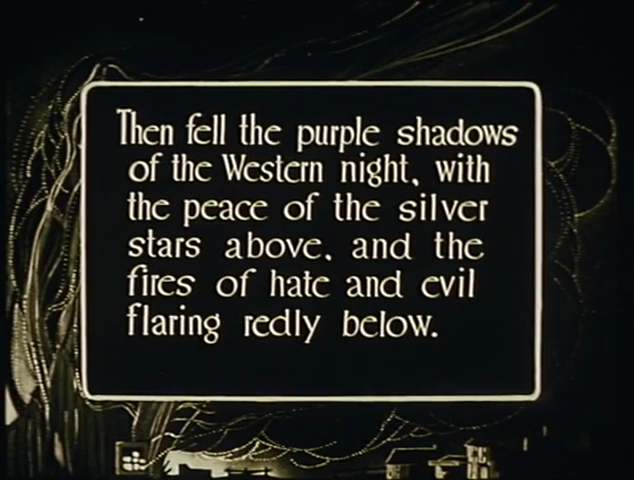 Then fell the purple shadows
of the Western night, with
the peace of the silver
stars above, and the
fires of hate and evil
flaring redly below.